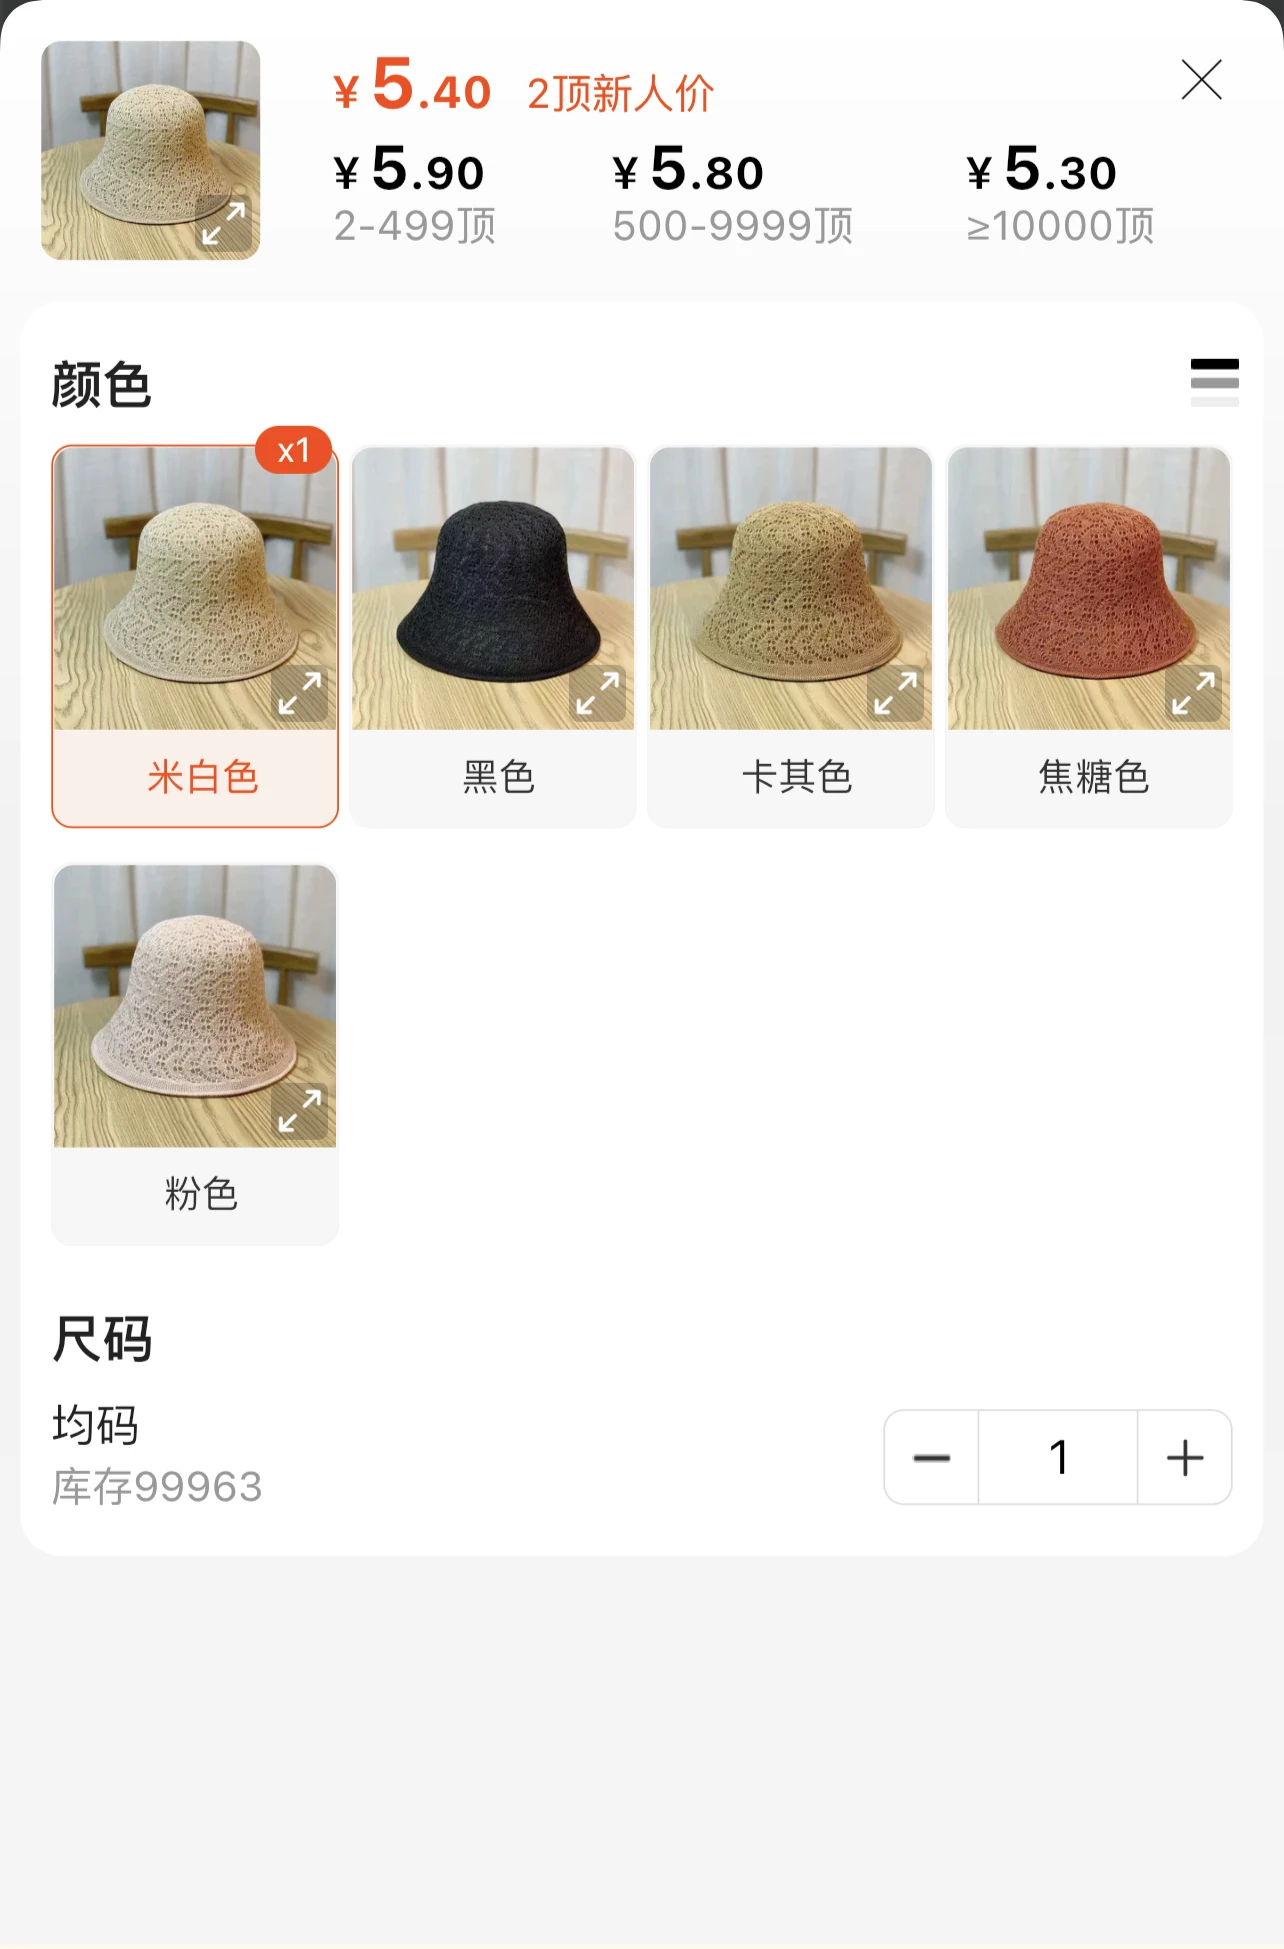 ¥5.40 2顶新人价
¥5.90 ¥5.80 ¥5.30
2-499顶 500-9999顶 ≥10000顶
颜色
x1
米白色 黑色 卡其色 焦糖色
粉色
尺码
均码
库存99963
1